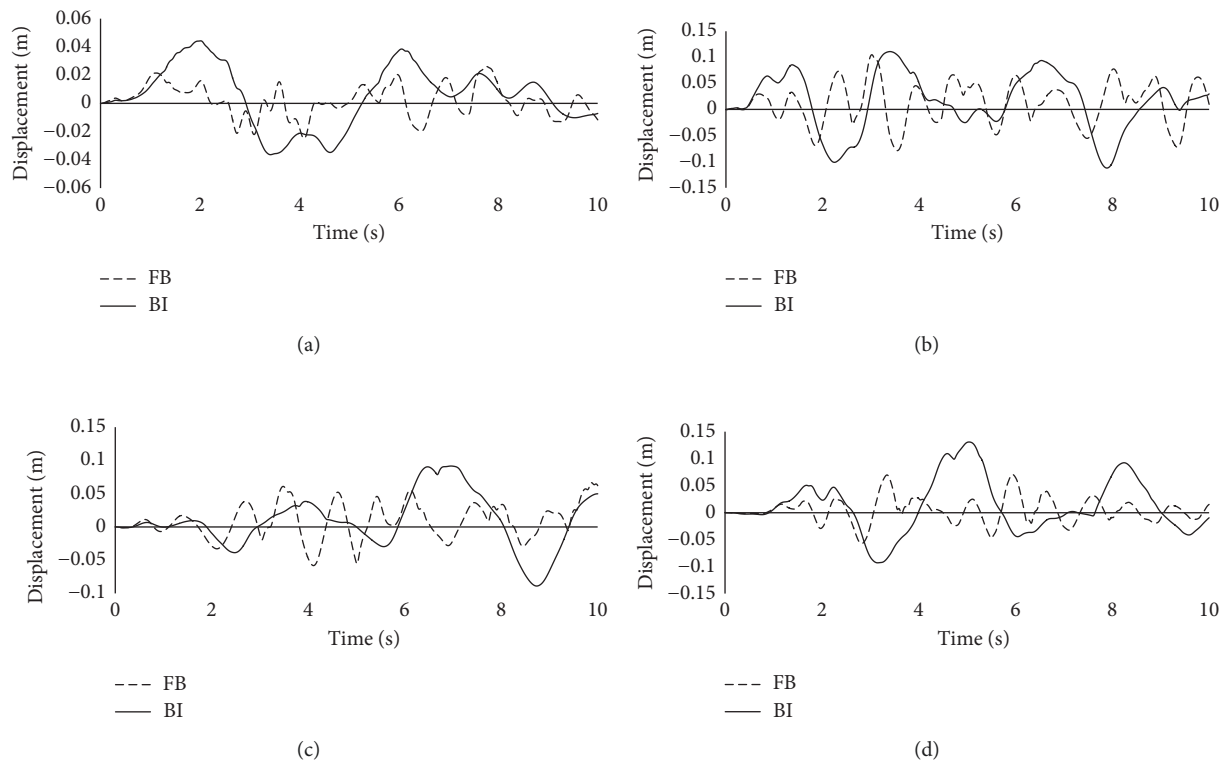 Displacement (m)
0.06
0.04
0.02
0
−0.02
−0.04
−0.06
0 2 4 6 8 10
Time (s)
FB
BI
(a)
Displacement (m)
0.15
0.1
0.05
0
−0.05
−0.1
−0.15
0 2 4 6 8 10
Time (s)
FB
BI
(b)
Displacement (m)
0.15
0.1
0.05
0
−0.05
−0.1
0 2 4 6 8 10
Time (s)
FB
BI
(c)
Displacement (m)
0.15
0.1
0.05
0
−0.05
−0.1
−0.15
0 2 4 6 8 10
Time (s)
FB
BI
(d)